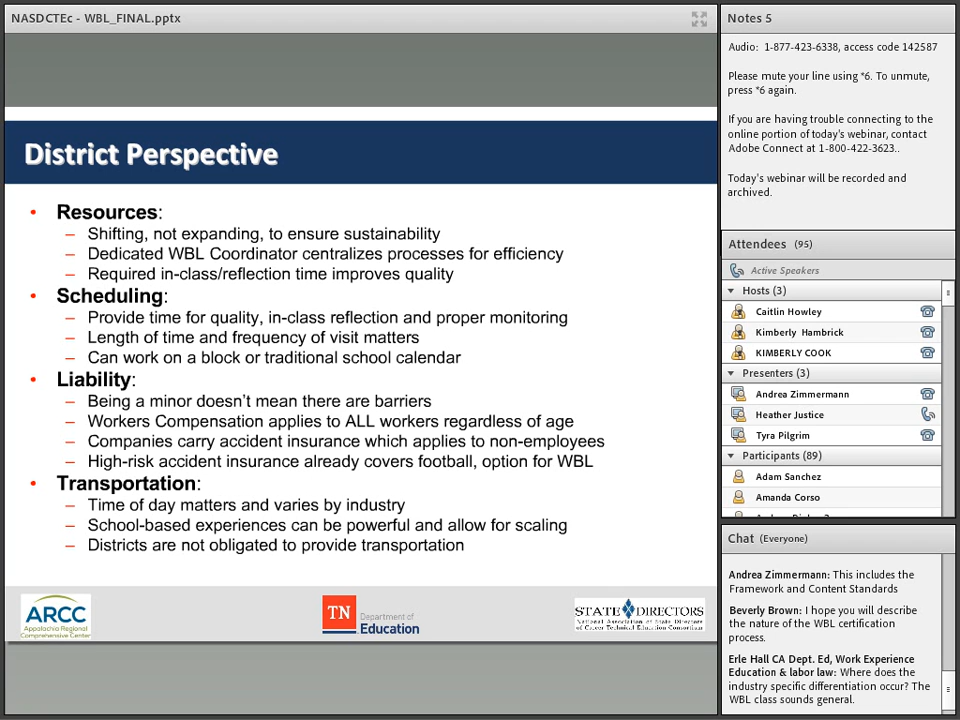 NASDCTEc - WBL_FINAL.pptx
District Perspective
• Resources:
– Shifting, not expanding, to ensure sustainability
– Dedicated WBL Coordinator centralizes processes for efficiency
– Required in-class/reflection time improves quality
• Scheduling:
– Provide time for quality, in-class reflection and proper monitoring
– Length of time and frequency of visit matters
– Can work on a block or traditional school calendar
• Liability:
– Being a minor doesn’t mean there are barriers
– Workers Compensation applies to ALL workers regardless of age
– Companies carry accident insurance which applies to non-employees
– High-risk accident insurance already covers football, option for WBL
• Transportation:
– Time of day matters and varies by industry
– School-based experiences can be powerful and allow for scaling
– Districts are not obligated to provide transportation
ARCC
Appalachia Regional
Comprehensive Center
TN
Department of
Education
STATE DIRECTORS
National Association of State Directors
of Career Technical Education Consortium
Notes 5
Audio: 1-877-423-6338, access code 142587
Please mute your line using *6. To unmute,
press *6 again.
If you are having trouble connecting to the
online portion of today's webinar, contact
Adobe Connect at 1-800-422-3623..
Today's webinar will be recorded and
archived.
Attendees (95)
Active Speakers
Hosts (3)
Caitlin Howley
Kimberly Hambrick
KIMBERLY COOK
Presenters (3)
Andrea Zimmermann
Heather Justice
Tyra Pilgrim
Participants (89)
Adam Sanchez
Amanda Corso
Chat (Everyone)
Andrea Zimmermann: This includes the
Framework and Content Standards
Beverly Brown: I hope you will describe
the nature of the WBL certification
process.
Erle Hall CA Dept. Ed, Work Experience
Education & labor law: Where does the
industry specific differentiation occur? The
WBL class sounds general.